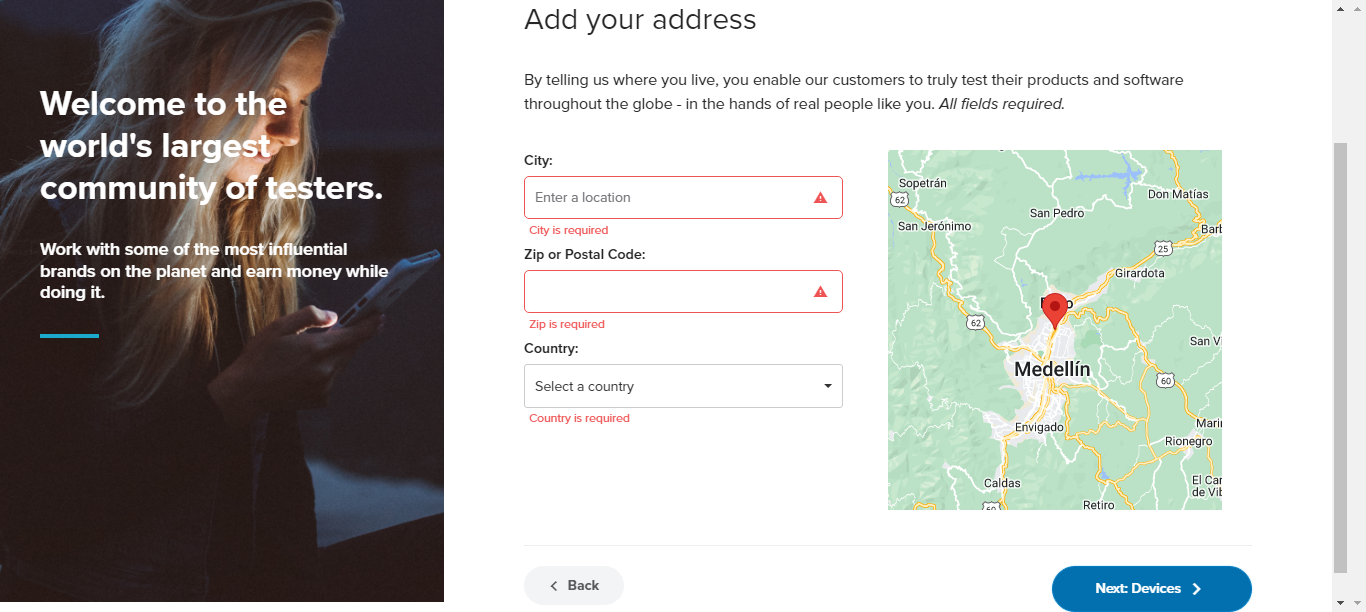 Welcome to the
world's largest
community of testers.
Work with some of the most influential
brands on the planet and earn money while
doing it.
Add your address
By telling us where you live, you enable our customers to truly test their products and software
throughout the globe - in the hands of real people like you. All fields required.
City:
Enter a location
City is required
Zip or Postal Code:
Zip is required
Country:
Select a country
Country is required
Sopetrán
62
Don Matías
San Pedro
San Jerónimo
25
Girardota
62
San V
Medellín
60
Envigado
Marin
Rionegro
Caldas
El Car
de Vib
Retiro
60
Back
Next: Devices